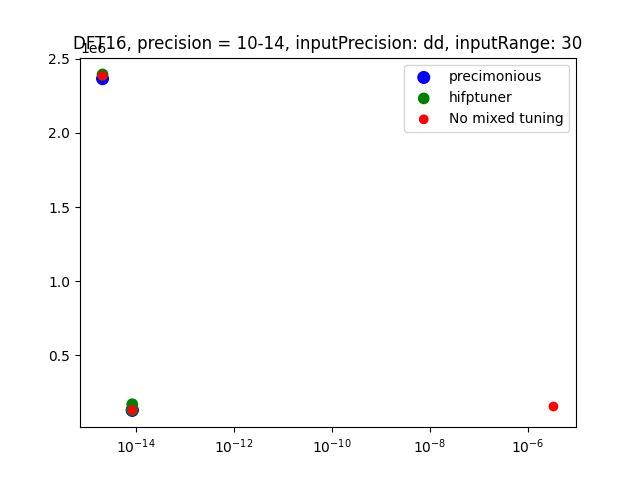 DFT16, precision = 10-14, inputPrecision: dd, inputRange: 30
1e6
2.5
2.0
1.5
1.0
0.5
precimonious
hifptuner
No mixed tuning
10⁻¹⁴ 10⁻¹² 10⁻¹⁰ 10⁻⁸ 10⁻⁶